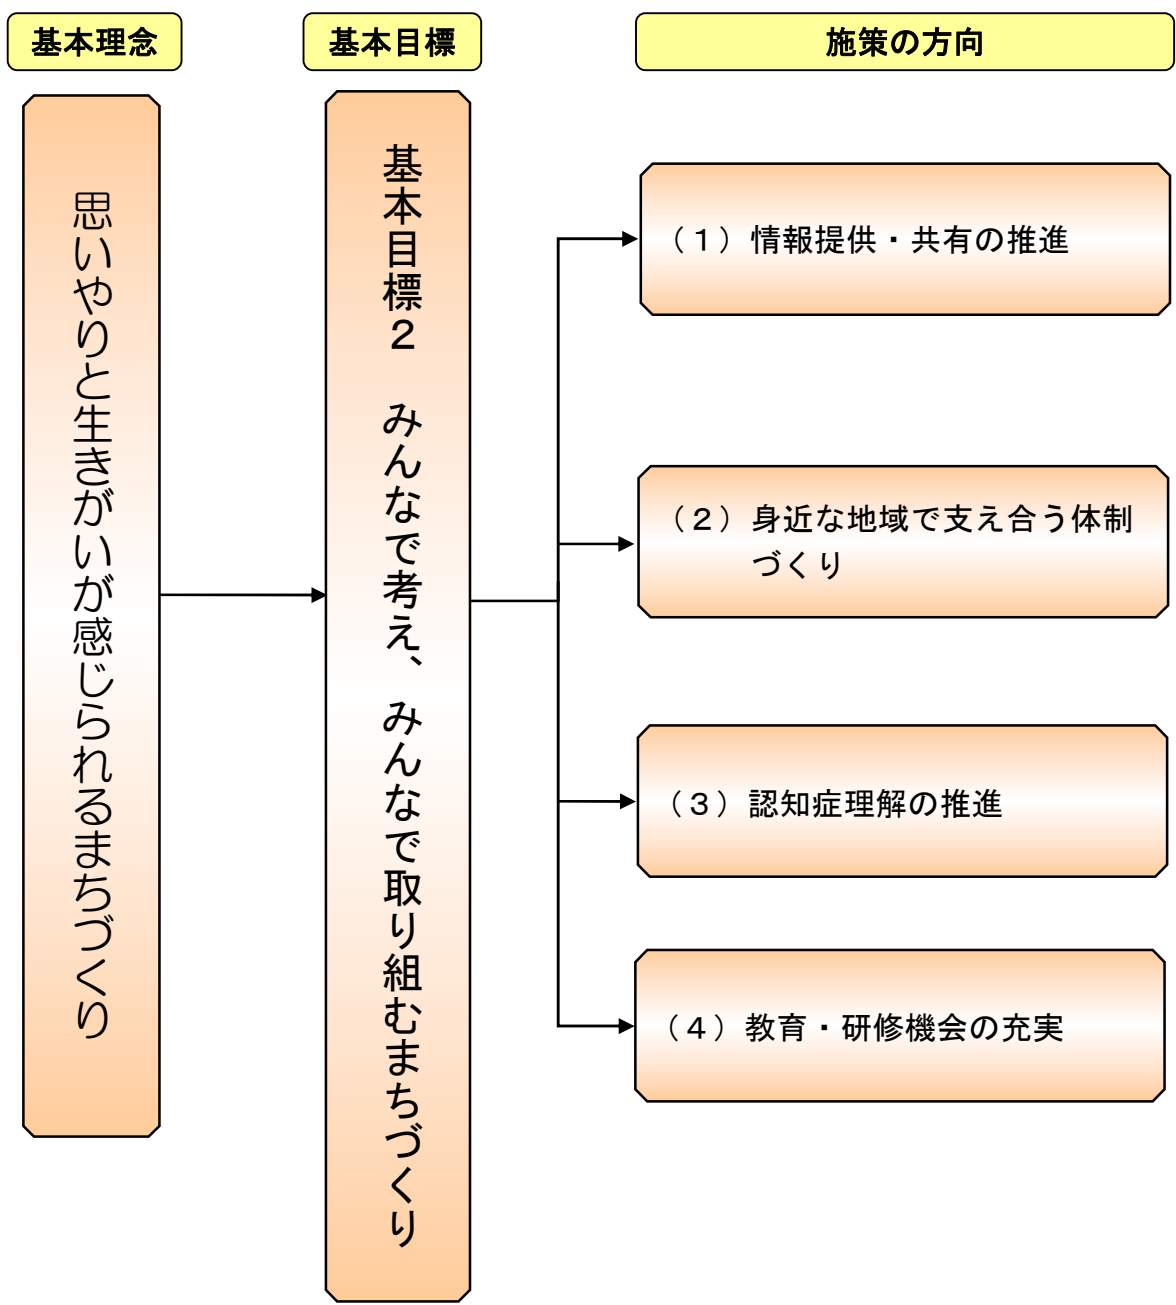 基本理念
基本目標
施策の方向
思いやりと生きがいが感じられるまちづくり
基本目標２　みんなで考え、みんなで取り組むまちづくり
（１）情報提供・共有の推進
（２）身近な地域で支え合う体制
づくり
（３）認知症理解の推進
（４）教育・研修機会の充実